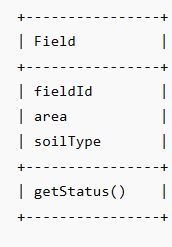 +----------------+
| Field          |
+----------------+
| fieldId        |
| area           |
| soilType       |
+----------------+
| getStatus()    |
+----------------+